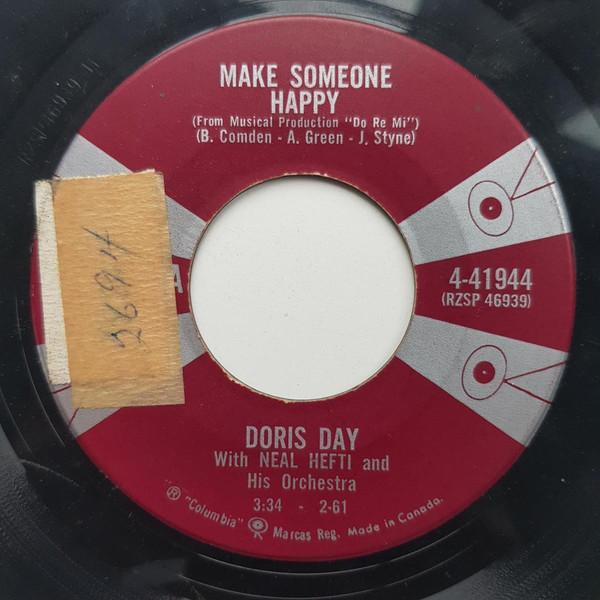 MAKE SOMEONE
HAPPY
(From Musical Production "Do Re Mi")
(B. Comden - A. Green - J. Styne)
2694
A
4-41944
(RZSP 46939)
DORIS DAY
With NEAL HEFTI and
His Orchestra
3:34 - 2-61
® "Columbia" Marcas Reg. Made in Canada.